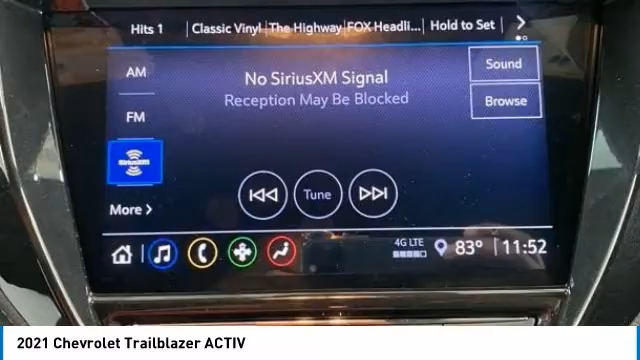 Hits 1 Classic Vinyl The Highway FOX Headli... Hold to Set >
AM
No SiriusXM Signal
Sound
Reception May Be Blocked
Browse
FM
SiriusXM
Tune
More >
4G LTE
83° 11:52
2021 Chevrolet Trailblazer ACTIV